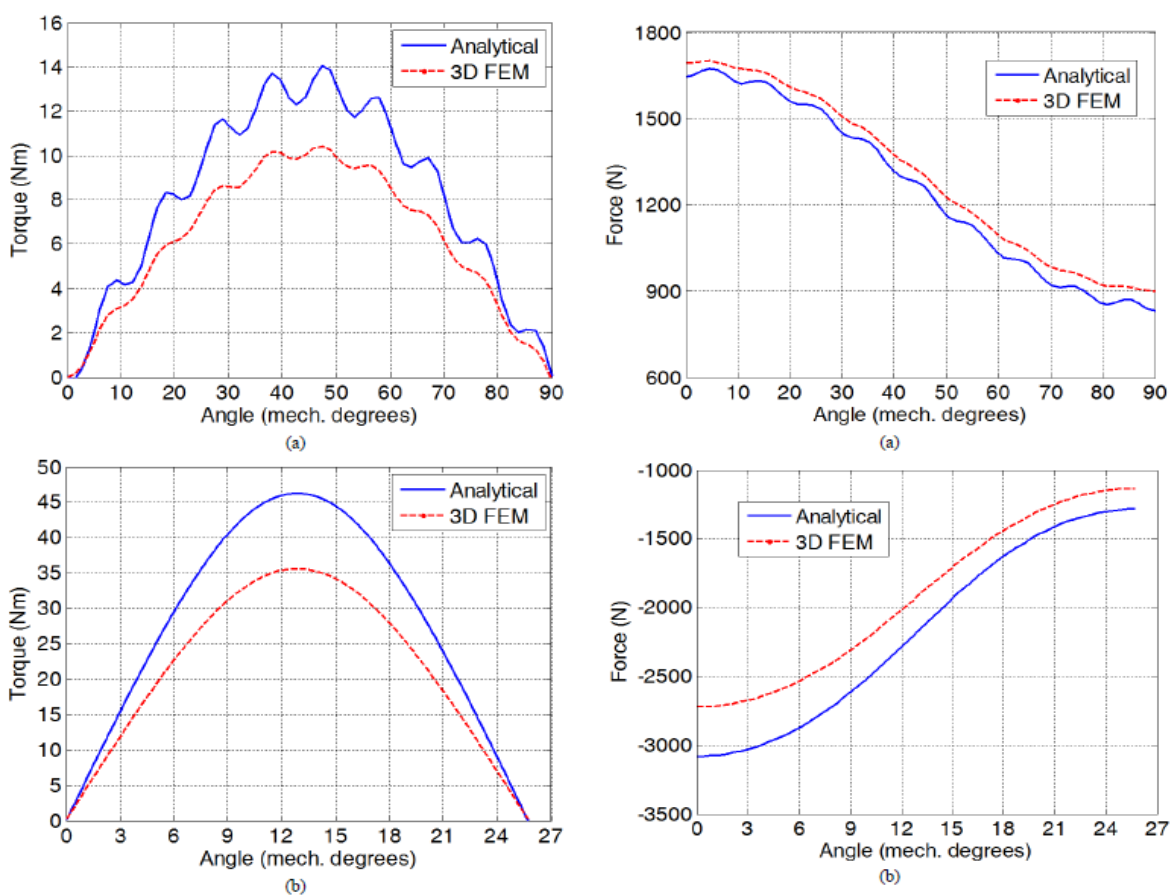 16
14
12
10
8
6
4
2
0
Torque (Nm)
Analytical
3D FEM
0 10 20 30 40 50 60 70 80 90
Angle (mech. degrees)
(a)
1800
1500
1200
900
600
Force (N)
Analytical
3D FEM
0 10 20 30 40 50 60 70 80 90
Angle (mech. degrees)
(a)
50
45
40
35
30
25
20
15
10
5
0
Torque (Nm)
Analytical
3D FEM
0 3 6 9 12 15 18 21 24 27
Angle (mech. degrees)
(b)
-1000
-1500
-2000
-2500
-3000
-3500
Force (N)
Analytical
3D FEM
0 3 6 9 12 15 18 21 24 27
Angle (mech. degrees)
(b)